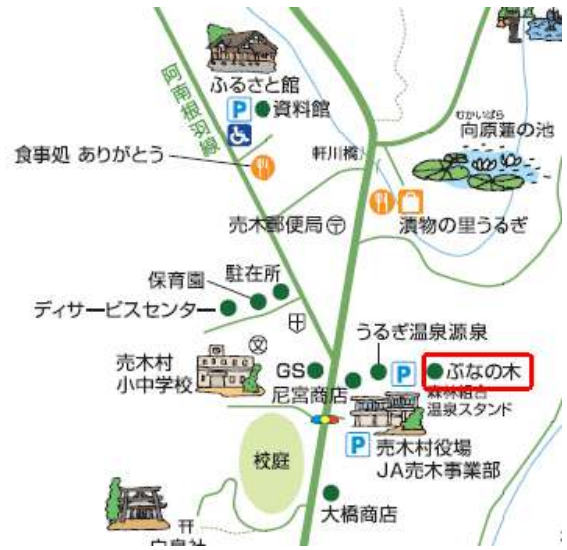 ふるさと館
P
資料館
阿南根羽線
食事処 ありがとう
軒川橋
むかいばら
向原蓮の池
売木郵便局
〒
漬物の里うるぎ
駐在所
保育園
ディサービスセンター
うるぎ温泉源泉
売木村
小中学校
文
GS
P
ぶなの木
尼宮商店
森林組合
温泉スタンド
P
売木村役場
JA売木事業部
校庭
大橋商店